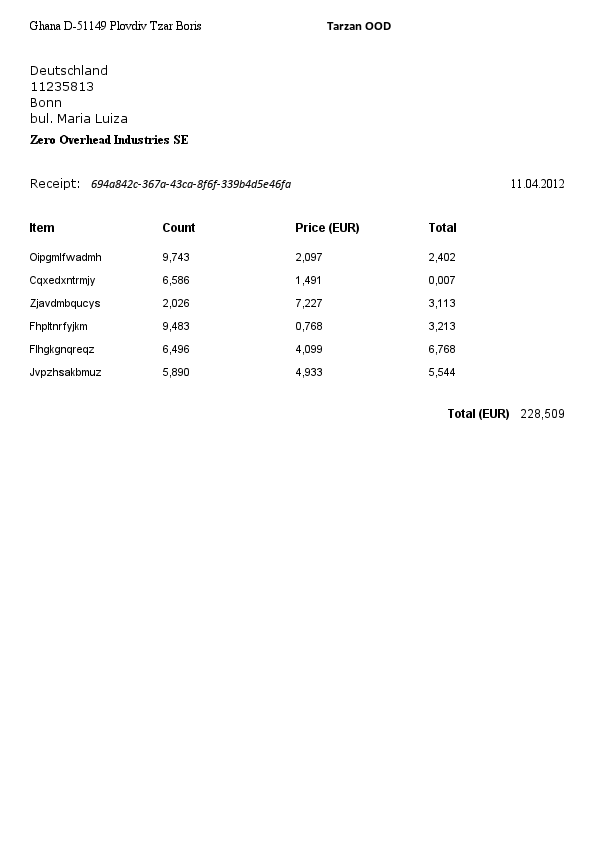 Ghana D-51149 Plovdiv Tzar Boris Tarzan OOD
Deutschland
11235813
Bonn
bul. Maria Luiza
Zero Overhead Industries SE
Receipt: 694a842c-367a-43ca-8f6f-339b4d5e46fa 11.04.2012
Item Count Price (EUR) Total
Oipgmlfwadmh 9,743 2,097 2,402
Cqxedxntrmjy 6,586 1,491 0,007
Zjavdmbqucys 2,026 7,227 3,113
Fhpltnrfyjkm 9,483 0,768 3,213
Flhgkgnqreqz 6,496 4,099 6,768
Jvpzhsakbmuz 5,890 4,933 5,544
Total (EUR) 228,509